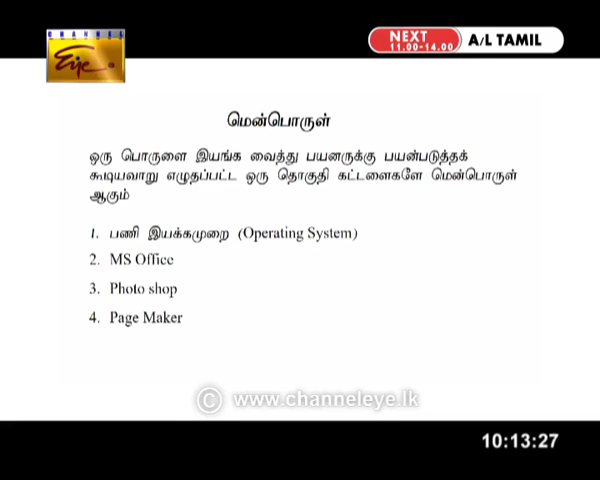 CHANNEL
Eye
NEXT
11.00-14.00
A/L TAMIL
மென்பொருள்
ஒரு பொருளை இயங்க வைத்து பயனருக்கு பயன்படுத்தக்
கூடியவாறு எழுதப்பட்ட ஒரு தொகுதி கட்டளைகளே மென்பொருள்
ஆகும்
1. பணி இயக்கமுறை (Operating System)
2. MS Office
3. Photo shop
4. Page Maker
© www.channeleye.lk
10:13:27